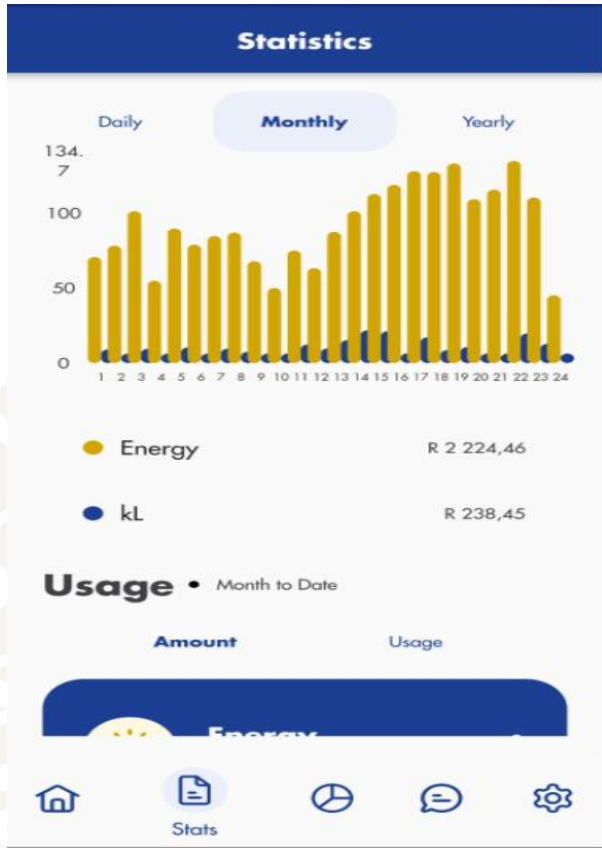 Statistics
Daily Monthly Yearly
134.
7
100
50
0
1 2 3 4 5 6 7 8 9 10 11 12 13 14 15 16 17 18 19 20 21 22 23 24
Energy R 2 224,46
kL R 238,45
Usage • Month to Date
Amount Usage
Energy
Stats